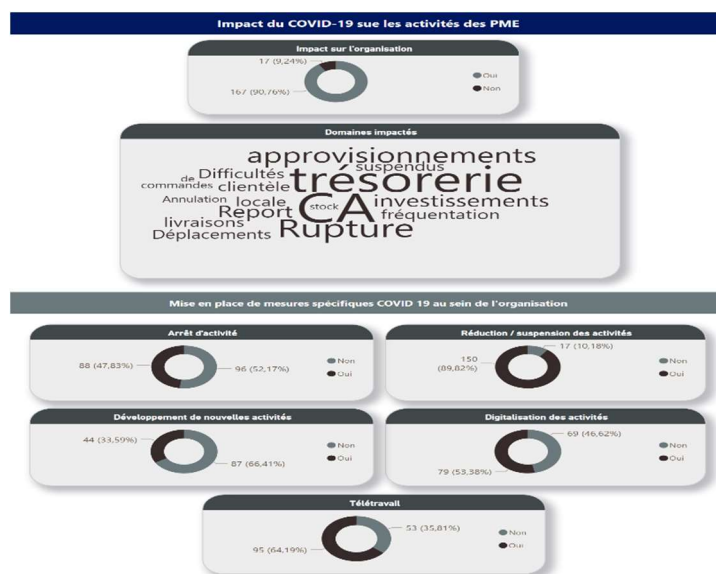 Impact du COVID-19 sue les activités des PME
Impact sur l'organisation
17 (9,24%)
167 (90,76%)
Oui
Non
Domaines impactés
approvisionnements
suspendus
Difficultés
de
trésorerie
commandes
clientèle
Annulation
locale
stock
CA
investissements
Report
fréquentation
livraisons
Rupture
Déplacements
Mise en place de mesures spécifiques COVID 19 au sein de l'organisation
Arrêt d'activité
88 (47,83%)
96 (52,17%)
Non
Oui
Réduction / suspension des activités
17 (10,18%)
150
(89,82%)
Non
Oui
Développement de nouvelles activités
44 (33,59%)
87 (66,41%)
Non
Oui
Digitalisation des activités
69 (46,62%)
79 (53,38%)
Non
Oui
Télétravail
53 (35,81%)
95 (64,19%)
Non
Oui